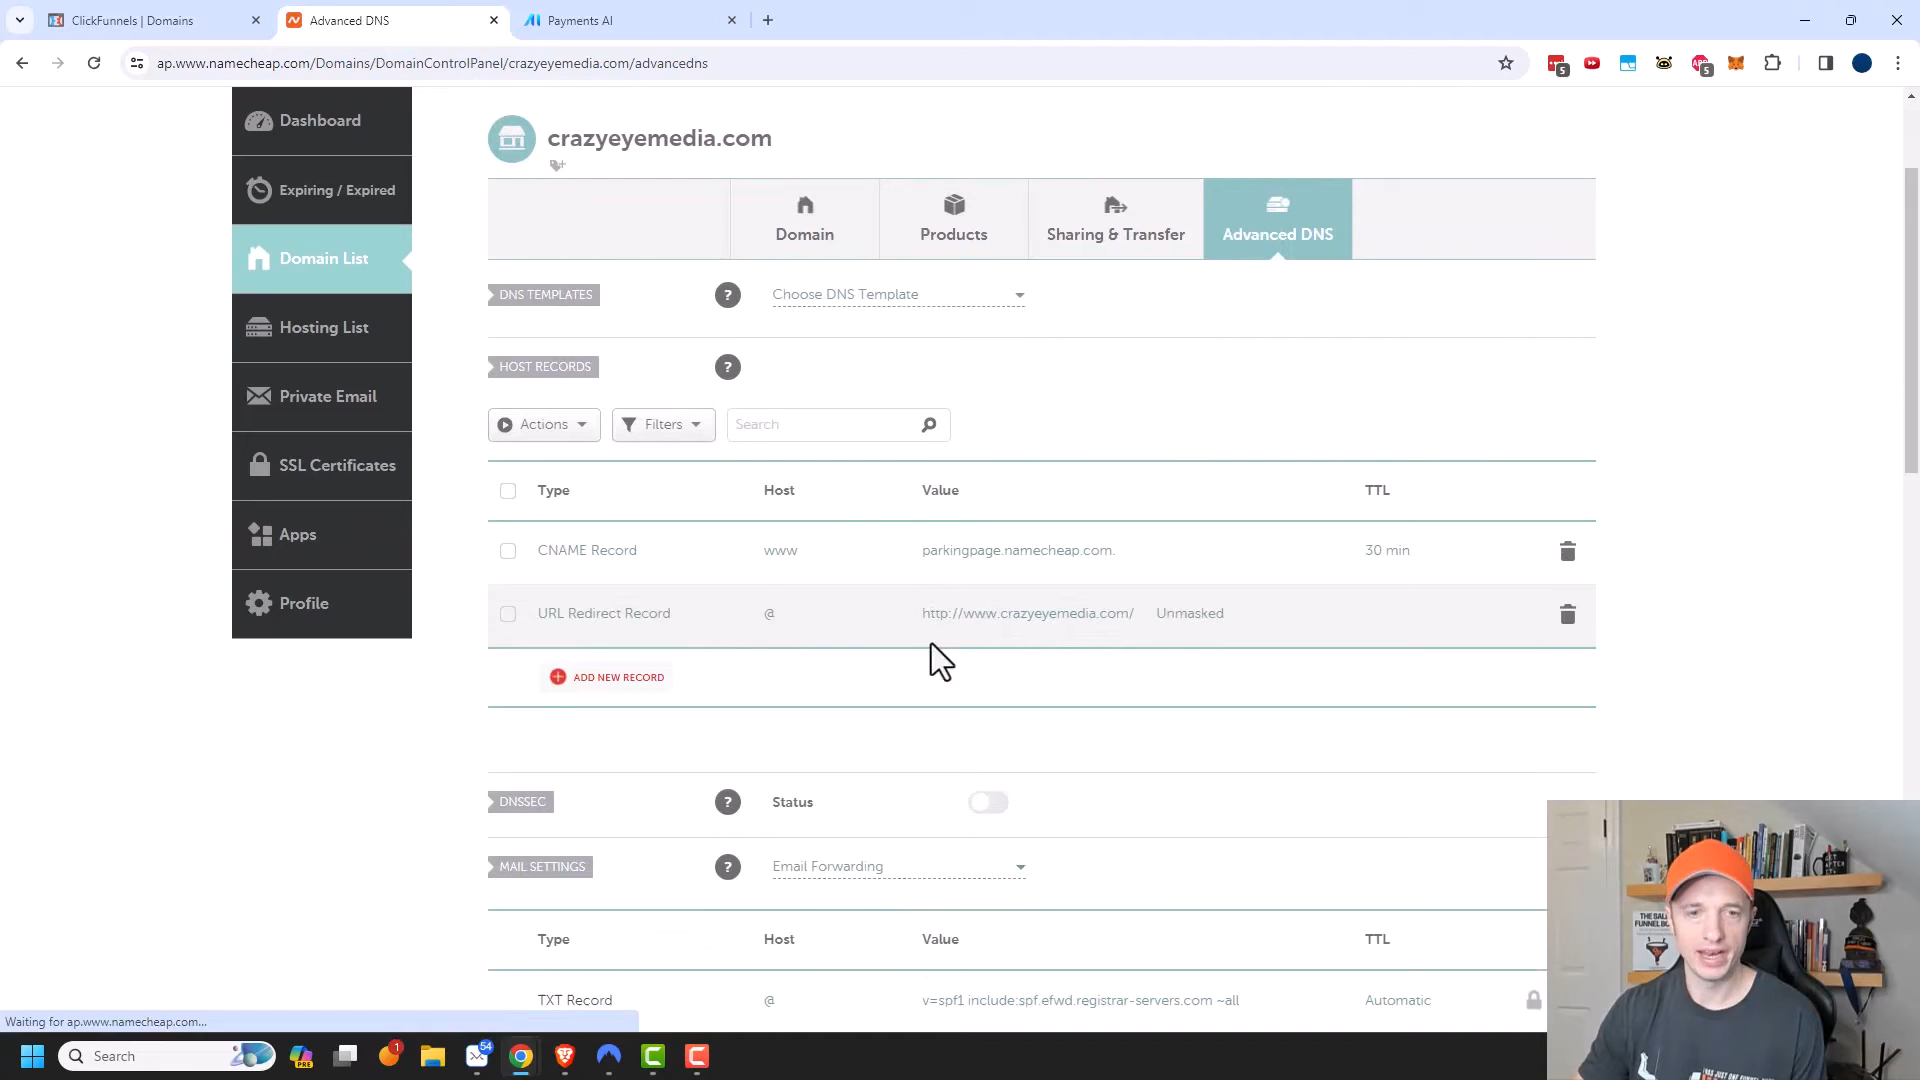 ClickFunnels | Domains
Advanced DNS
Payments AI
ap.www.namecheap.com/Domains/DomainControlPanel/crazyeyemedia.com/advancedns
5
5
Dashboard
Expiring / Expired
Domain List
Hosting List
Private Email
SSL Certificates
Apps
Profile
crazyeyemedia.com
Domain
Products
Sharing & Transfer
Advanced DNS
DNS TEMPLATES
?
Choose DNS Template
HOST RECORDS
?
Actions
Filters
Search
Type Host Value TTL
CNAME Record www parkingpage.namecheap.com. 30 min
URL Redirect Record @ http://www.crazyeyemedia.com/ Unmasked
ADD NEW RECORD
DNSSEC
?
Status
MAIL SETTINGS
?
Email Forwarding
Type Host Value TTL
TXT Record @ v=spf1 include:spf.efwd.registrar-servers.com ~all Automatic
Waiting for ap.www.namecheap.com...
Search
PRE
1
54